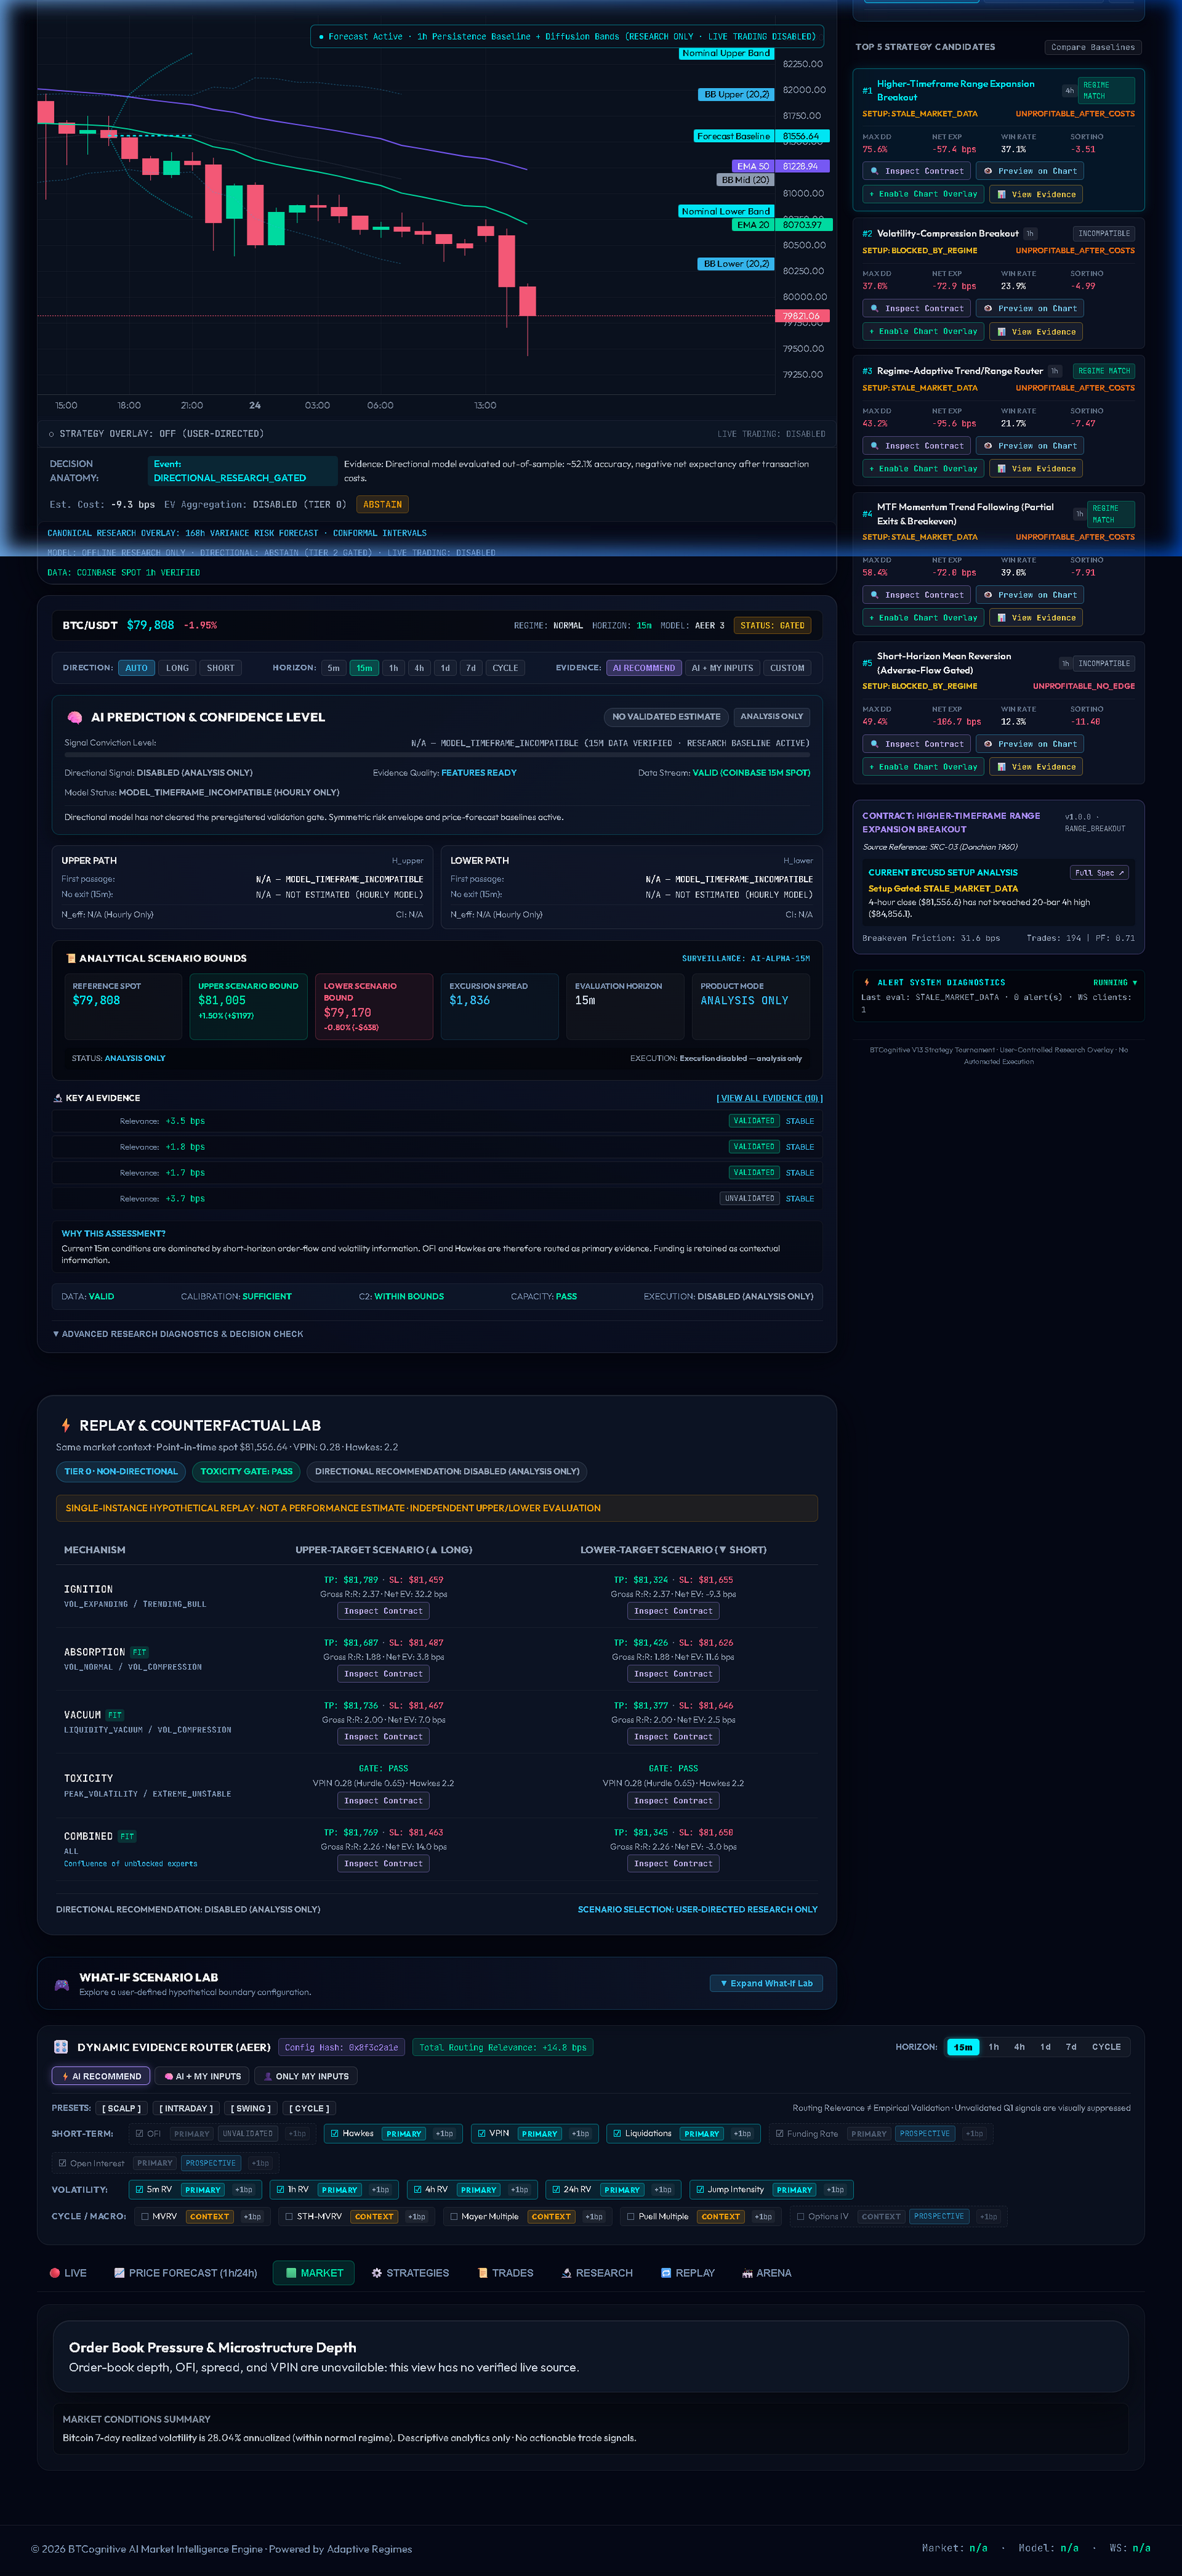 ● Forecast Active · 1h Persistence Baseline + Diffusion Bands (RESEARCH ONLY · LIVE TRADING DISABLED)
Nominal Upper Band
82250.00
BB Upper (20,2)
82000.00
81750.00
Forecast Baseline 81556.64
EMA 50 81228.94
BB Mid (20)
81000.00
Nominal Lower Band
EMA 20 80703.97
80500.00
BB Lower (20,2)
80250.00
80000.00
79821.06
79750.00
79500.00
79250.00
15:00 18:00 21:00 24 03:00 06:00 13:00
○ STRATEGY OVERLAY: OFF (USER-DIRECTED) LIVE TRADING: DISABLED
DECISION ANATOMY:
Event: DIRECTIONAL_RESEARCH_GATED
Evidence: Directional model evaluated out-of-sample: ~52.1% accuracy, negative net expectancy after transaction
costs.
Est. Cost: -9.3 bps EV Aggregation: DISABLED (TIER 0) ABSTAIN
CANONICAL RESEARCH OVERLAY: 168h VARIANCE RISK FORECAST · CONFORMAL INTERVALS
MODEL: OFFLINE RESEARCH ONLY · DIRECTIONAL: ABSTAIN (TIER 2 GATED) · LIVE TRADING: DISABLED
DATA: COINBASE SPOT 1h VERIFIED
BTC/USDT $79,808 -1.95% REGIME: NORMAL HORIZON: 15m MODEL: AEER 3 STATUS: GATED
DIRECTION: AUTO LONG SHORT HORIZON: 5m 15m 1h 4h 1d 7d CYCLE EVIDENCE: AI RECOMMEND AI + MY INPUTS CUSTOM
AI PREDICTION & CONFIDENCE LEVEL NO VALIDATED ESTIMATE ANALYSIS ONLY
Signal Conviction Level: N/A — MODEL_TIMEFRAME_INCOMPATIBLE (15M DATA VERIFIED · RESEARCH BASELINE ACTIVE)
Directional Signal: DISABLED (ANALYSIS ONLY) Evidence Quality: FEATURES READY Data Stream: VALID (COINBASE 15M SPOT)
Model Status: MODEL_TIMEFRAME_INCOMPATIBLE (HOURLY ONLY)
Directional model has not cleared the preregistered validation gate. Symmetric risk envelope and price-forecast baselines active.
UPPER PATH H_upper
First passage: N/A — MODEL_TIMEFRAME_INCOMPATIBLE
No exit (15m): N/A — NOT ESTIMATED (HOURLY MODEL)
N_eff: N/A (Hourly Only) CI: N/A
LOWER PATH H_lower
First passage: N/A — MODEL_TIMEFRAME_INCOMPATIBLE
No exit (15m): N/A — NOT ESTIMATED (HOURLY MODEL)
N_eff: N/A (Hourly Only) CI: N/A
ANALYTICAL SCENARIO BOUNDS SURVEILLANCE: AI-ALPHA-15M
REFERENCE SPOT
$79,808
UPPER SCENARIO BOUND
$81,005
+1.50% (+$1197)
LOWER SCENARIO
BOUND
$79,170
-0.80% (-$638)
EXCURSION SPREAD
$1,836
EVALUATION HORIZON
15m
PRODUCT MODE
ANALYSIS ONLY
STATUS: ANALYSIS ONLY EXECUTION: Execution disabled — analysis only
KEY AI EVIDENCE [ VIEW ALL EVIDENCE (10) ]
Relevance: +3.5 bps VALIDATED STABLE
Relevance: +1.8 bps VALIDATED STABLE
Relevance: +1.7 bps VALIDATED STABLE
Relevance: +3.7 bps UNVALIDATED STABLE
WHY THIS ASSESSMENT?
Current 15m conditions are dominated by short-horizon order-flow and volatility information. OFI and Hawkes are therefore routed as primary evidence. Funding is retained as contextual
information.
DATA: VALID CALIBRATION: SUFFICIENT C2: WITHIN BOUNDS CAPACITY: PASS EXECUTION: DISABLED (ANALYSIS ONLY)
▼ ADVANCED RESEARCH DIAGNOSTICS & DECISION CHECK
TOP 5 STRATEGY CANDIDATES Compare Baselines
#1 Higher-Timeframe Range Expansion
Breakout
4h REGIME
MATCH
SETUP: STALE_MARKET_DATA UNPROFITABLE_AFTER_COSTS
MAX DD NET EXP WIN RATE SORTINO
75.6% -57.4 bps 37.1% -3.51
Inspect Contract Preview on Chart
+ Enable Chart Overlay View Evidence
#2 Volatility-Compression Breakout 1h INCOMPATIBLE
SETUP: BLOCKED_BY_REGIME UNPROFITABLE_AFTER_COSTS
MAX DD NET EXP WIN RATE SORTINO
37.0% -72.9 bps 23.9% -4.99
Inspect Contract Preview on Chart
+ Enable Chart Overlay View Evidence
#3 Regime-Adaptive Trend/Range Router 1h REGIME MATCH
SETUP: STALE_MARKET_DATA UNPROFITABLE_AFTER_COSTS
MAX DD NET EXP WIN RATE SORTINO
43.2% -95.6 bps 21.7% -7.47
Inspect Contract Preview on Chart
+ Enable Chart Overlay View Evidence
#4 MTF Momentum Trend Following (Partial
Exits & Breakeven)
1h REGIME
MATCH
SETUP: STALE_MARKET_DATA UNPROFITABLE_AFTER_COSTS
MAX DD NET EXP WIN RATE SORTINO
58.4% -72.0 bps 39.0% -7.91
Inspect Contract Preview on Chart
+ Enable Chart Overlay View Evidence
#5 Short-Horizon Mean Reversion
(Adverse-Flow Gated)
1h INCOMPATIBLE
SETUP: BLOCKED_BY_REGIME UNPROFITABLE_NO_EDGE
MAX DD NET EXP WIN RATE SORTINO
49.4% -106.7 bps 12.3% -11.40
Inspect Contract Preview on Chart
+ Enable Chart Overlay View Evidence
CONTRACT: HIGHER-TIMEFRAME RANGE
EXPANSION BREAKOUT
v1.0.0 ·
RANGE_BREAKOUT
Source Reference: SRC-03 (Donchian 1960)
CURRENT BTCUSD SETUP ANALYSIS Full Spec ↗
Setup Gated: STALE_MARKET_DATA
4-hour close ($81,556.6) has not breached 20-bar 4h high
($84,856.1).
Breakeven Friction: 31.6 bps Trades: 194 | PF: 0.71
ALERT SYSTEM DIAGNOSTICS RUNNING ▼
Last eval: STALE_MARKET_DATA · 0 alert(s) · WS clients:
1
BTCognitive V13 Strategy Tournament · User-Controlled Research Overlay · No
Automated Execution
REPLAY & COUNTERFACTUAL LAB
Same market context · Point-in-time spot $81,556.64 · VPIN: 0.28 · Hawkes: 2.2
TIER 0 · NON-DIRECTIONAL TOXICITY GATE: PASS DIRECTIONAL RECOMMENDATION: DISABLED (ANALYSIS ONLY)
SINGLE-INSTANCE HYPOTHETICAL REPLAY · NOT A PERFORMANCE ESTIMATE · INDEPENDENT UPPER/LOWER EVALUATION
MECHANISM UPPER-TARGET SCENARIO (▲ LONG) LOWER-TARGET SCENARIO (▼ SHORT)
IGNITION
VOL_EXPANDING / TRENDING_BULL
TP: $81,789 · SL: $81,459
Gross R:R: 2.37 · Net EV: 32.2 bps
Inspect Contract
TP: $81,324 · SL: $81,655
Gross R:R: 2.37 · Net EV: -9.3 bps
Inspect Contract
ABSORPTION FIT
VOL_NORMAL / VOL_COMPRESSION
TP: $81,687 · SL: $81,487
Gross R:R: 1.88 · Net EV: 3.8 bps
Inspect Contract
TP: $81,426 · SL: $81,626
Gross R:R: 1.88 · Net EV: 11.6 bps
Inspect Contract
VACUUM FIT
LIQUIDITY_VACUUM / VOL_COMPRESSION
TP: $81,736 · SL: $81,467
Gross R:R: 2.00 · Net EV: 7.0 bps
Inspect Contract
TP: $81,377 · SL: $81,646
Gross R:R: 2.00 · Net EV: 2.5 bps
Inspect Contract
TOXICITY
PEAK_VOLATILITY / EXTREME_UNSTABLE
GATE: PASS
VPIN 0.28 (Hurdle 0.65) · Hawkes 2.2
Inspect Contract
GATE: PASS
VPIN 0.28 (Hurdle 0.65) · Hawkes 2.2
Inspect Contract
COMBINED FIT
ALL
Confluence of unblocked experts
TP: $81,769 · SL: $81,463
Gross R:R: 2.26 · Net EV: 14.0 bps
Inspect Contract
TP: $81,345 · SL: $81,650
Gross R:R: 2.26 · Net EV: -3.0 bps
Inspect Contract
DIRECTIONAL RECOMMENDATION: DISABLED (ANALYSIS ONLY) SCENARIO SELECTION: USER-DIRECTED RESEARCH ONLY
WHAT-IF SCENARIO LAB
Explore a user-defined hypothetical boundary configuration.
▼ Expand What-If Lab
DYNAMIC EVIDENCE ROUTER (AEER) Config Hash: 0x8f3c2a1e Total Routing Relevance: +14.8 bps HORIZON: 15m 1h 4h 1d 7d CYCLE
AI RECOMMEND AI + MY INPUTS ONLY MY INPUTS
PRESETS: [ SCALP ] [ INTRADAY ] [ SWING ] [ CYCLE ] Routing Relevance ≠ Empirical Validation · Unvalidated Q1 signals are visually suppressed
SHORT-TERM: ☑ OFI PRIMARY UNVALIDATED +1bp ☑ Hawkes PRIMARY +1bp ☑ VPIN PRIMARY +1bp ☑ Liquidations PRIMARY +1bp ☑ Funding Rate PRIMARY PROSPECTIVE +1bp
☑ Open Interest PRIMARY PROSPECTIVE +1bp
VOLATILITY: ☑ 5m RV PRIMARY +1bp ☑ 1h RV PRIMARY +1bp ☑ 4h RV PRIMARY +1bp ☑ 24h RV PRIMARY +1bp ☑ Jump Intensity PRIMARY +1bp
CYCLE / MACRO: ☐ MVRV CONTEXT +1bp ☐ STH-MVRV CONTEXT +1bp ☐ Mayer Multiple CONTEXT +1bp ☐ Puell Multiple CONTEXT +1bp ☐ Options IV CONTEXT PROSPECTIVE +1bp
LIVE PRICE FORECAST (1h/24h) MARKET STRATEGIES TRADES RESEARCH REPLAY ARENA
Order Book Pressure & Microstructure Depth
Order-book depth, OFI, spread, and VPIN are unavailable: this view has no verified live source.
MARKET CONDITIONS SUMMARY
Bitcoin 7-day realized volatility is 28.04% annualized (within normal regime). Descriptive analytics only · No actionable trade signals.
© 2026 BTCognitive AI Market Intelligence Engine · Powered by Adaptive Regimes Market: n/a · Model: n/a · WS: n/a